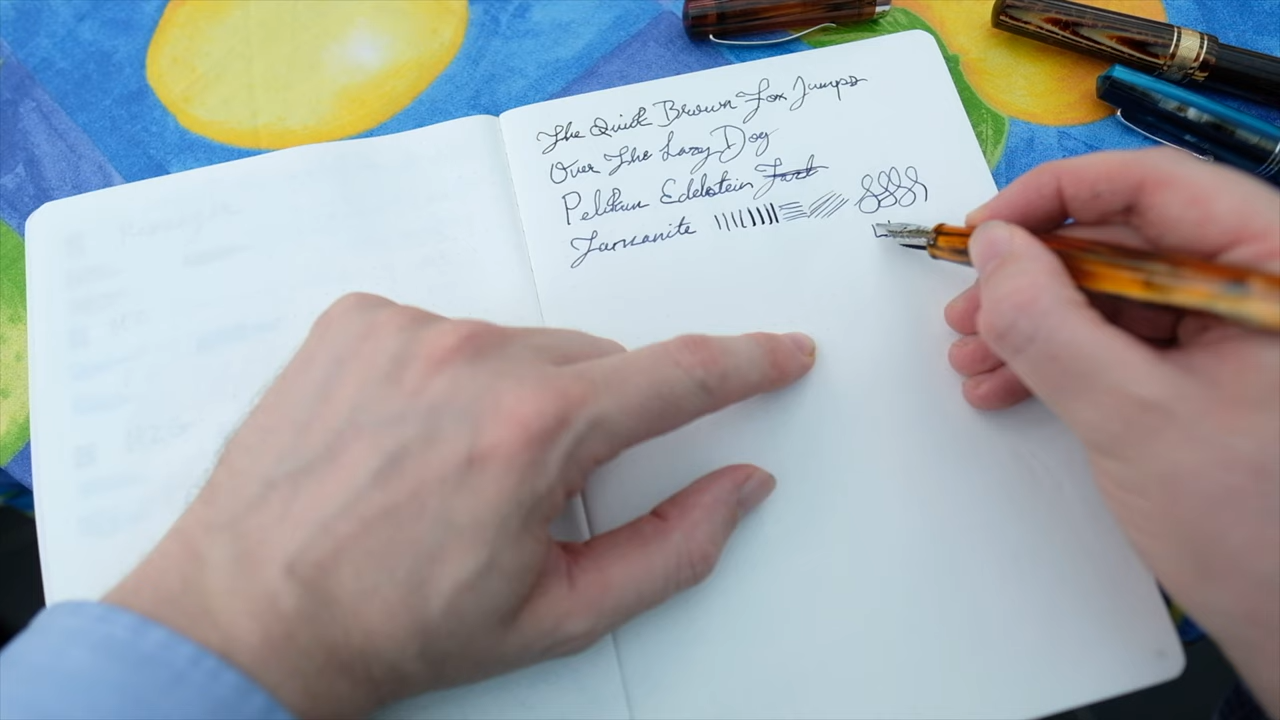 The Quick Brown Fox Jumps
Over The Lazy Dog
Pelikan Edelstein
Tanzanite